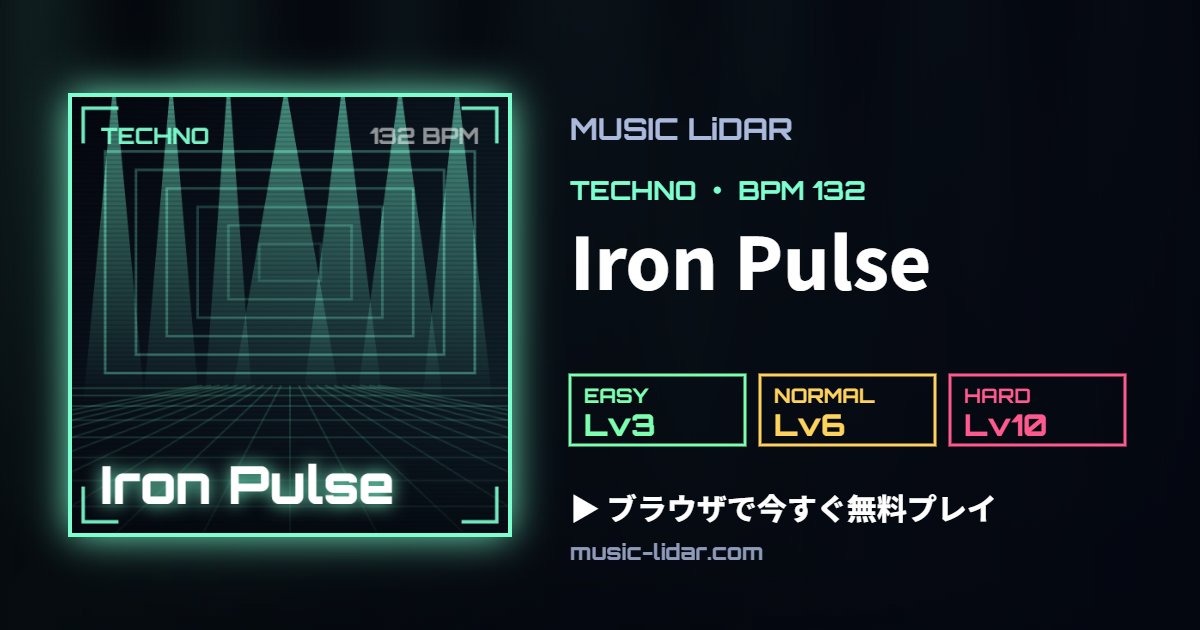 TECHNO
132 BPM
Iron Pulse
MUSIC LiDAR
TECHNO • BPM 132
Iron Pulse
EASY
Lv3
NORMAL
Lv6
HARD
Lv10
▶ ブラウザで今すぐ無料プレイ
music-lidar.com